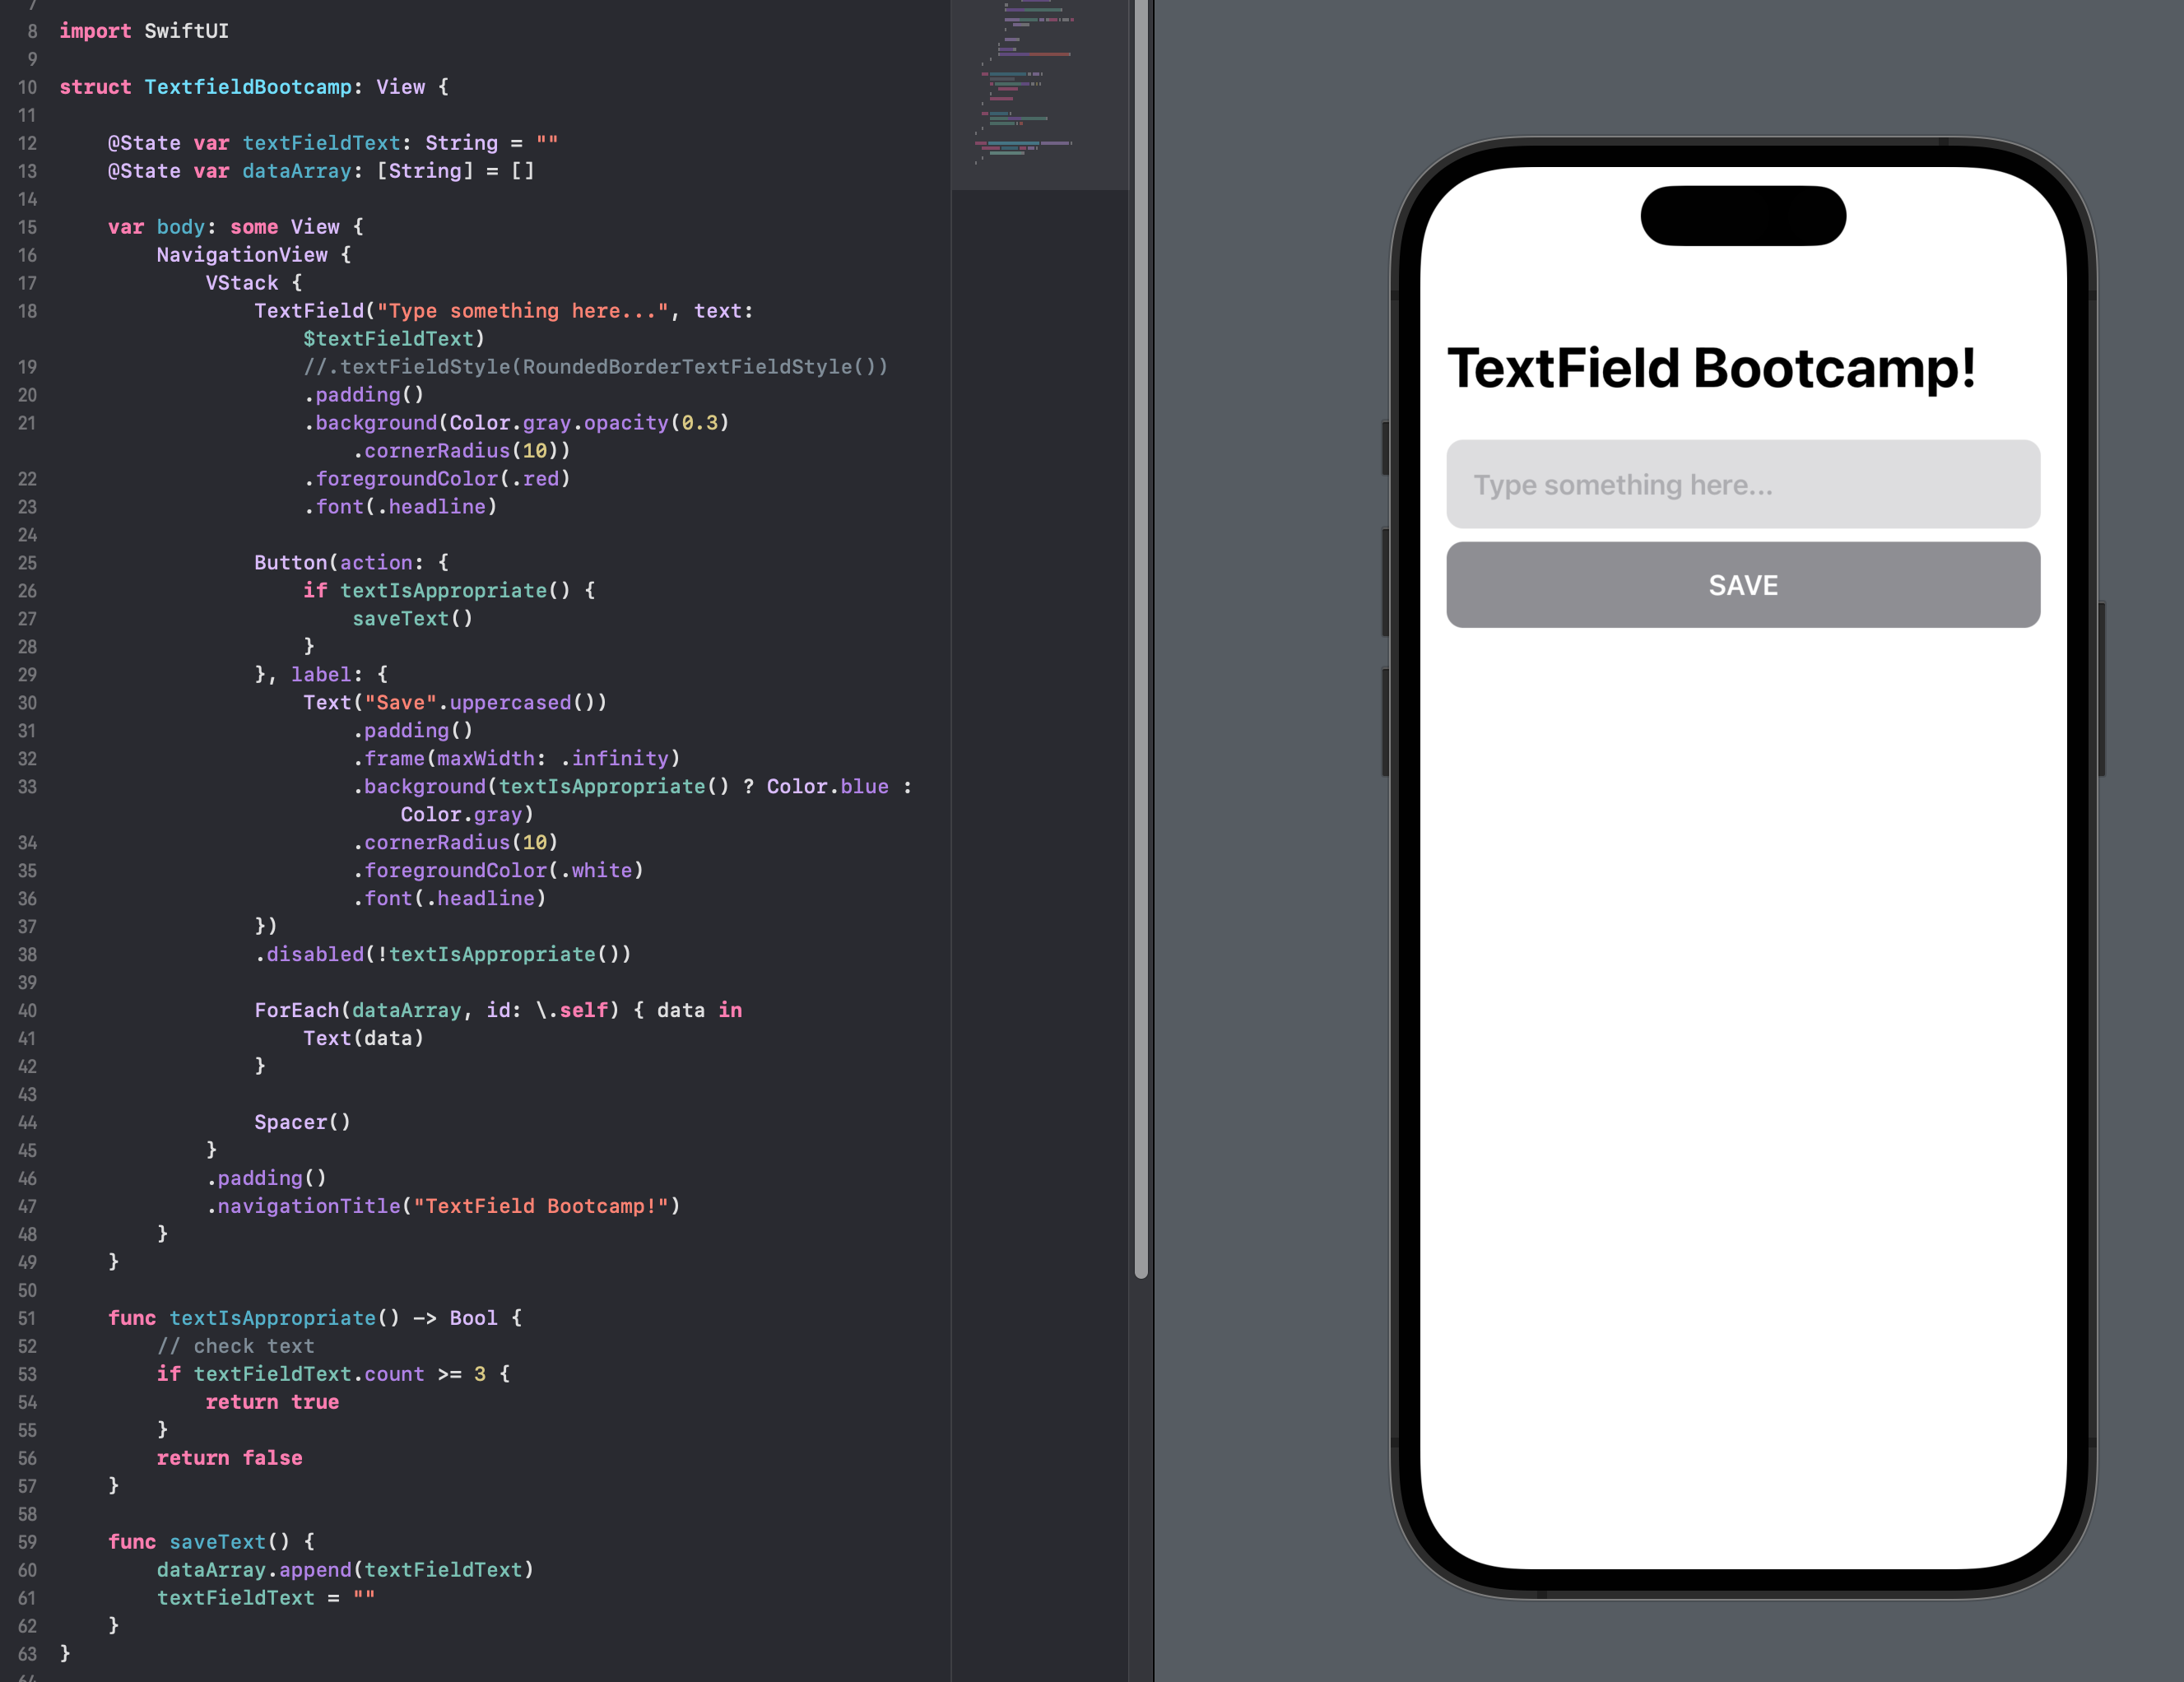 7
8 import SwiftUI
9
10 struct TextfieldBootcamp: View {
11
12     @State var textFieldText: String = ""
13     @State var dataArray: [String] = []
14
15     var body: some View {
16         NavigationView {
17             VStack {
18                 TextField("Type something here...", text:
                       $textFieldText)
19                     //.textFieldStyle(RoundedBorderTextFieldStyle())
20                     .padding()
21                     .background(Color.gray.opacity(0.3)
                           .cornerRadius(10))
22                     .foregroundColor(.red)
23                     .font(.headline)
24
25                 Button(action: {
26                     if textIsAppropriate() {
27                         saveText()
28                     }
29                 }, label: {
30                     Text("Save".uppercased())
31                         .padding()
32                         .frame(maxWidth: .infinity)
33                         .background(textIsAppropriate() ? Color.blue :
                               Color.gray)
34                         .cornerRadius(10)
35                         .foregroundColor(.white)
36                         .font(.headline)
37                 })
38                 .disabled(!textIsAppropriate())
39
40                 ForEach(dataArray, id: \.self) { data in
41                     Text(data)
42                 }
43
44                 Spacer()
45             }
46             .padding()
47             .navigationTitle("TextField Bootcamp!")
48         }
49     }
50
51     func textIsAppropriate() -> Bool {
52         // check text
53         if textFieldText.count >= 3 {
54             return true
55         }
56         return false
57     }
58
59     func saveText() {
60         dataArray.append(textFieldText)
61         textFieldText = ""
62     }
63 }
64
TextField Bootcamp!
Type something here...
SAVE